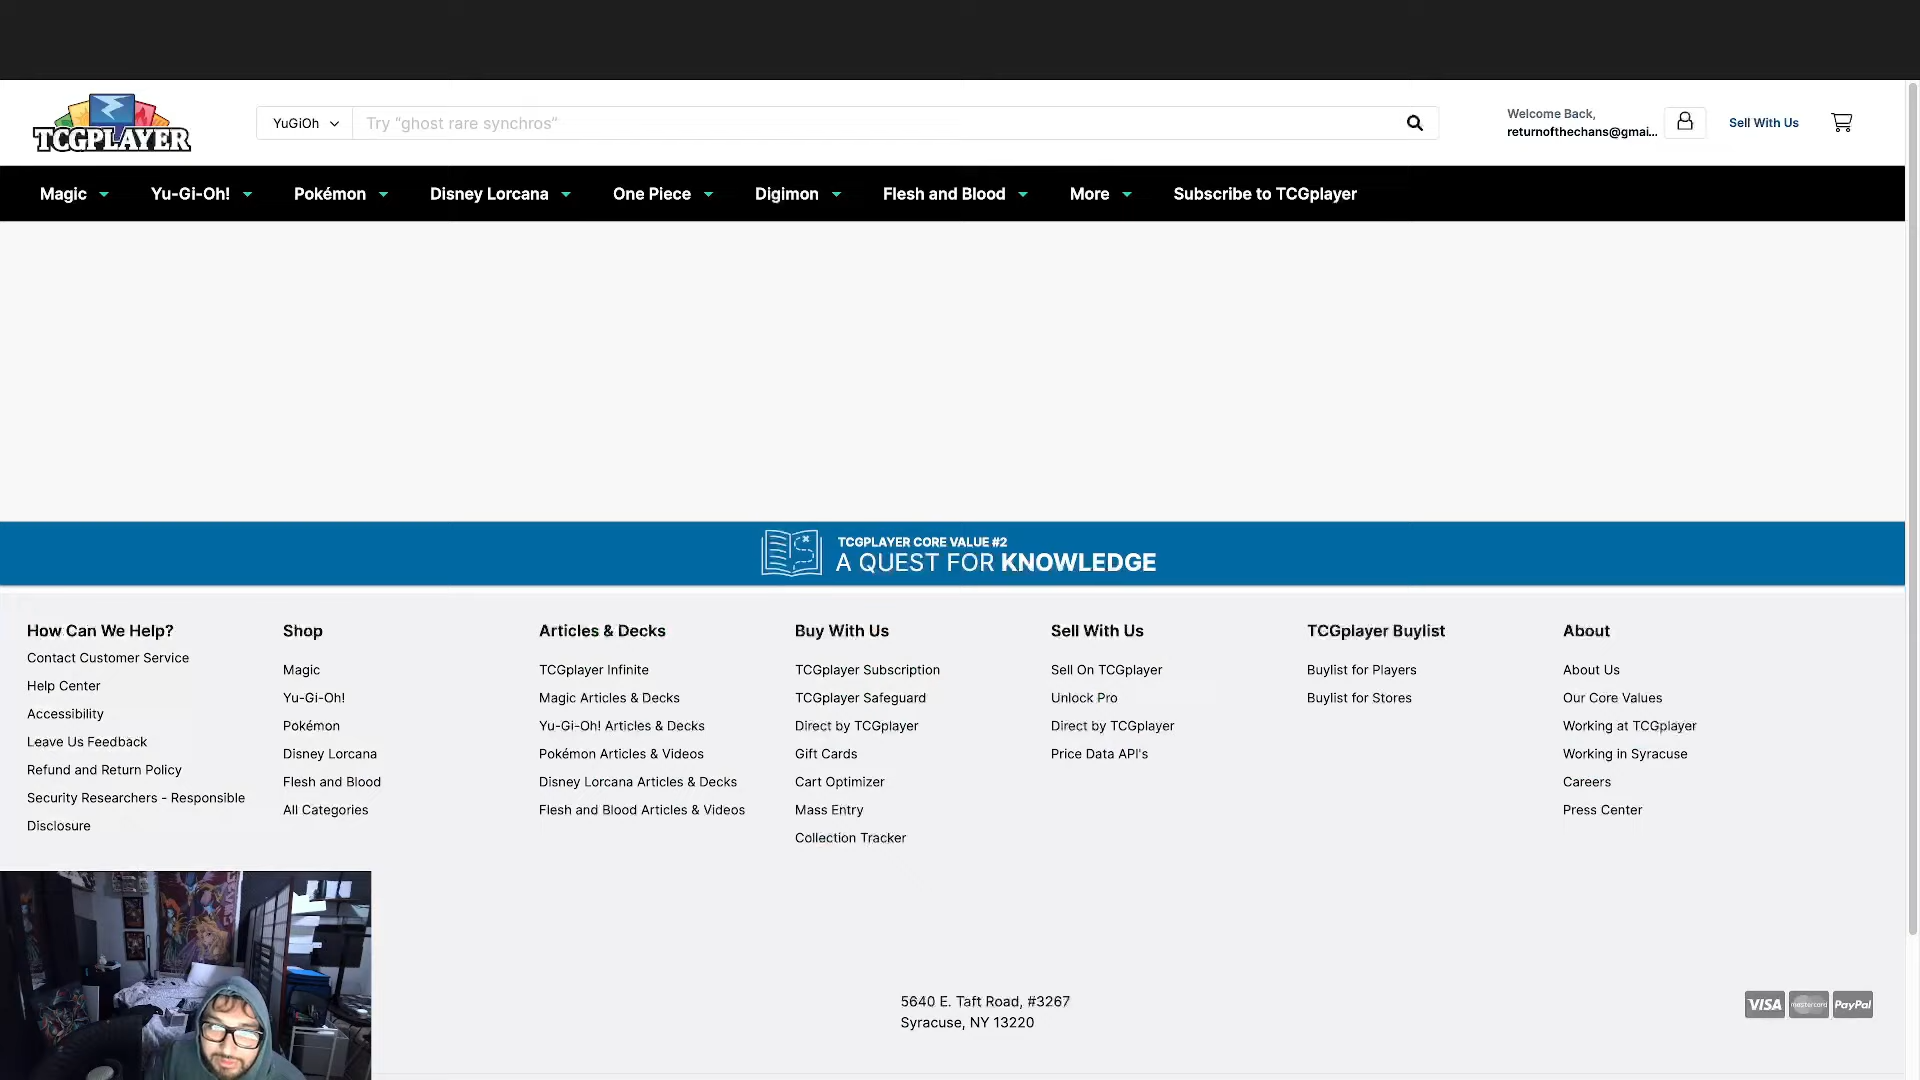 TCGPLAYER
YuGiOh
Try "ghost rare synchros"
Welcome Back,
returnofthechans@gmai...
Sell With Us
Magic
Yu-Gi-Oh!
Pokémon
Disney Lorcana
One Piece
Digimon
Flesh and Blood
More
Subscribe to TCGplayer
TCGPLAYER CORE VALUE #2
A QUEST FOR KNOWLEDGE
How Can We Help?
Contact Customer Service
Help Center
Accessibility
Leave Us Feedback
Refund and Return Policy
Security Researchers - Responsible
Disclosure
Shop
Magic
Yu-Gi-Oh!
Pokémon
Disney Lorcana
Flesh and Blood
All Categories
Articles & Decks
TCGplayer Infinite
Magic Articles & Decks
Yu-Gi-Oh! Articles & Decks
Pokémon Articles & Videos
Disney Lorcana Articles & Decks
Flesh and Blood Articles & Videos
Buy With Us
TCGplayer Subscription
TCGplayer Safeguard
Direct by TCGplayer
Gift Cards
Cart Optimizer
Mass Entry
Collection Tracker
Sell With Us
Sell On TCGplayer
Unlock Pro
Direct by TCGplayer
Price Data API's
TCGplayer Buylist
Buylist for Players
Buylist for Stores
About
About Us
Our Core Values
Working at TCGplayer
Working in Syracuse
Careers
Press Center
5640 E. Taft Road, #3267
Syracuse, NY 13220
VISA
mastercard
PayPal